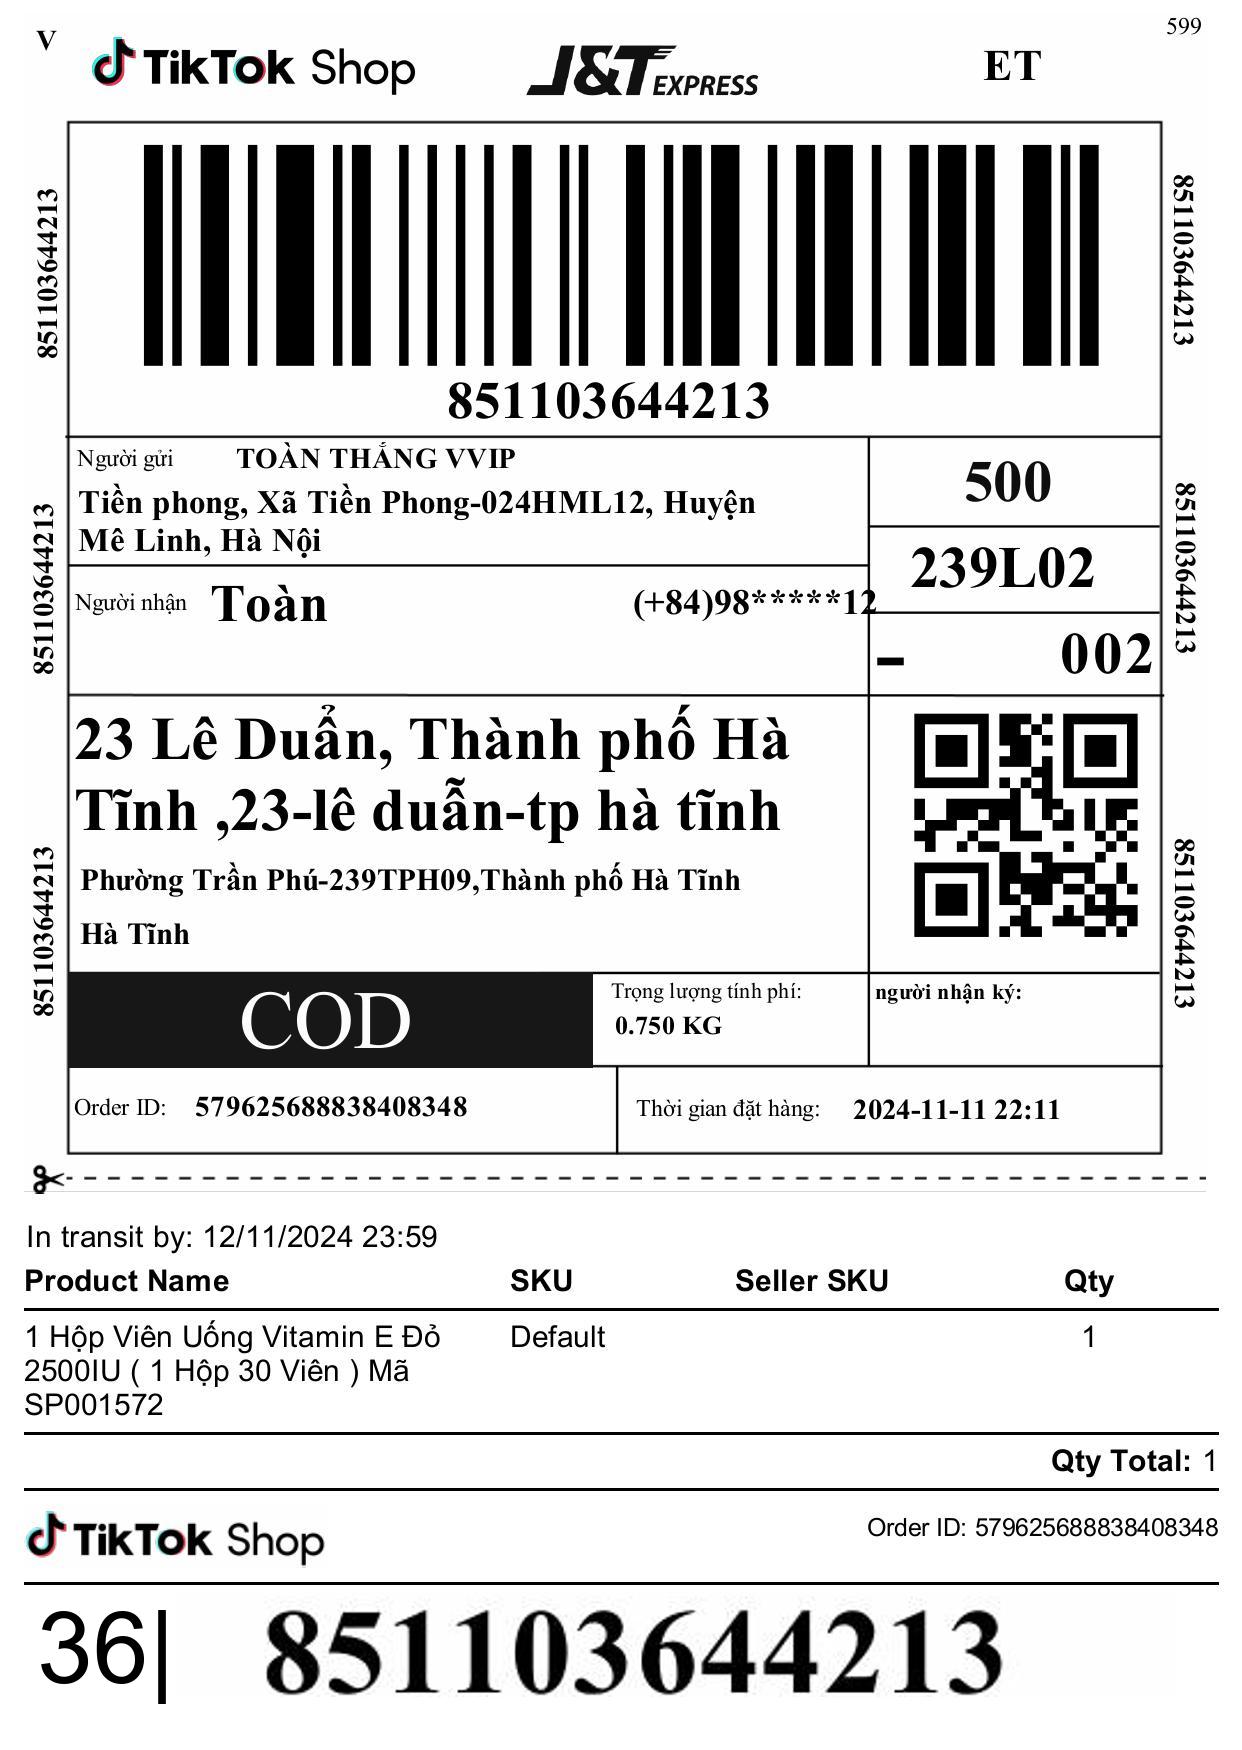 V
TikTok Shop
J&T EXPRESS
ET
599
851103644213
851103644213
851103644213
Người gửi TOÀN THẮNG VVIP
Tiền phong, Xã Tiền Phong-024HML12, Huyện
Mê Linh, Hà Nội
500
239L02
- 002
851103644213
851103644213
Người nhận Toàn (+84)98*****12
23 Lê Duẩn, Thành phố Hà
Tĩnh ,23-lê duẫn-tp hà tĩnh
Phường Trần Phú-239TPH09,Thành phố Hà Tĩnh
Hà Tĩnh
851103644213
851103644213
COD
Trọng lượng tính phí:
0.750 KG
người nhận ký:
Order ID: 579625688838408348
Thời gian đặt hàng: 2024-11-11 22:11
In transit by: 12/11/2024 23:59
Product Name SKU Seller SKU Qty
1 Hộp Viên Uống Vitamin E Đỏ Default 1
2500IU ( 1 Hộp 30 Viên ) Mã
SP001572
Qty Total: 1
TikTok Shop
Order ID: 579625688838408348
36| 851103644213